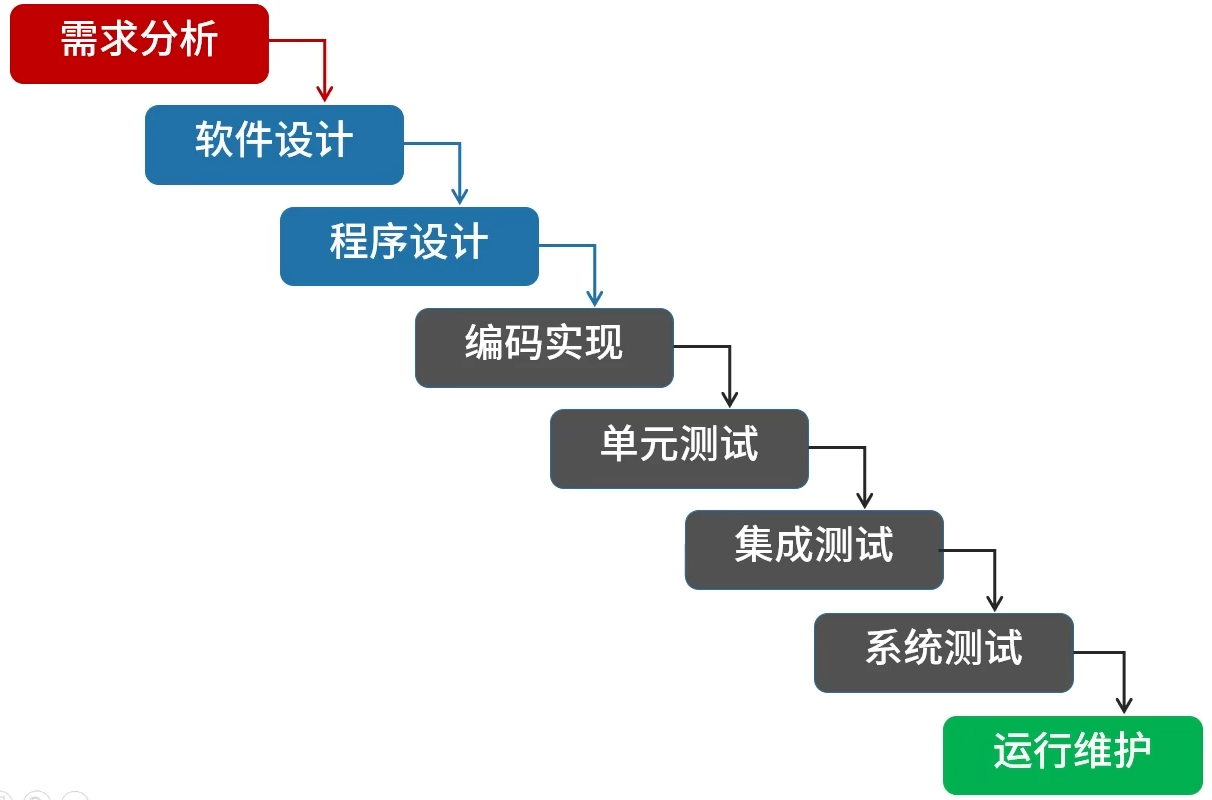 需求分析
软件设计
程序设计
编码实现
单元测试
集成测试
系统测试
运行维护